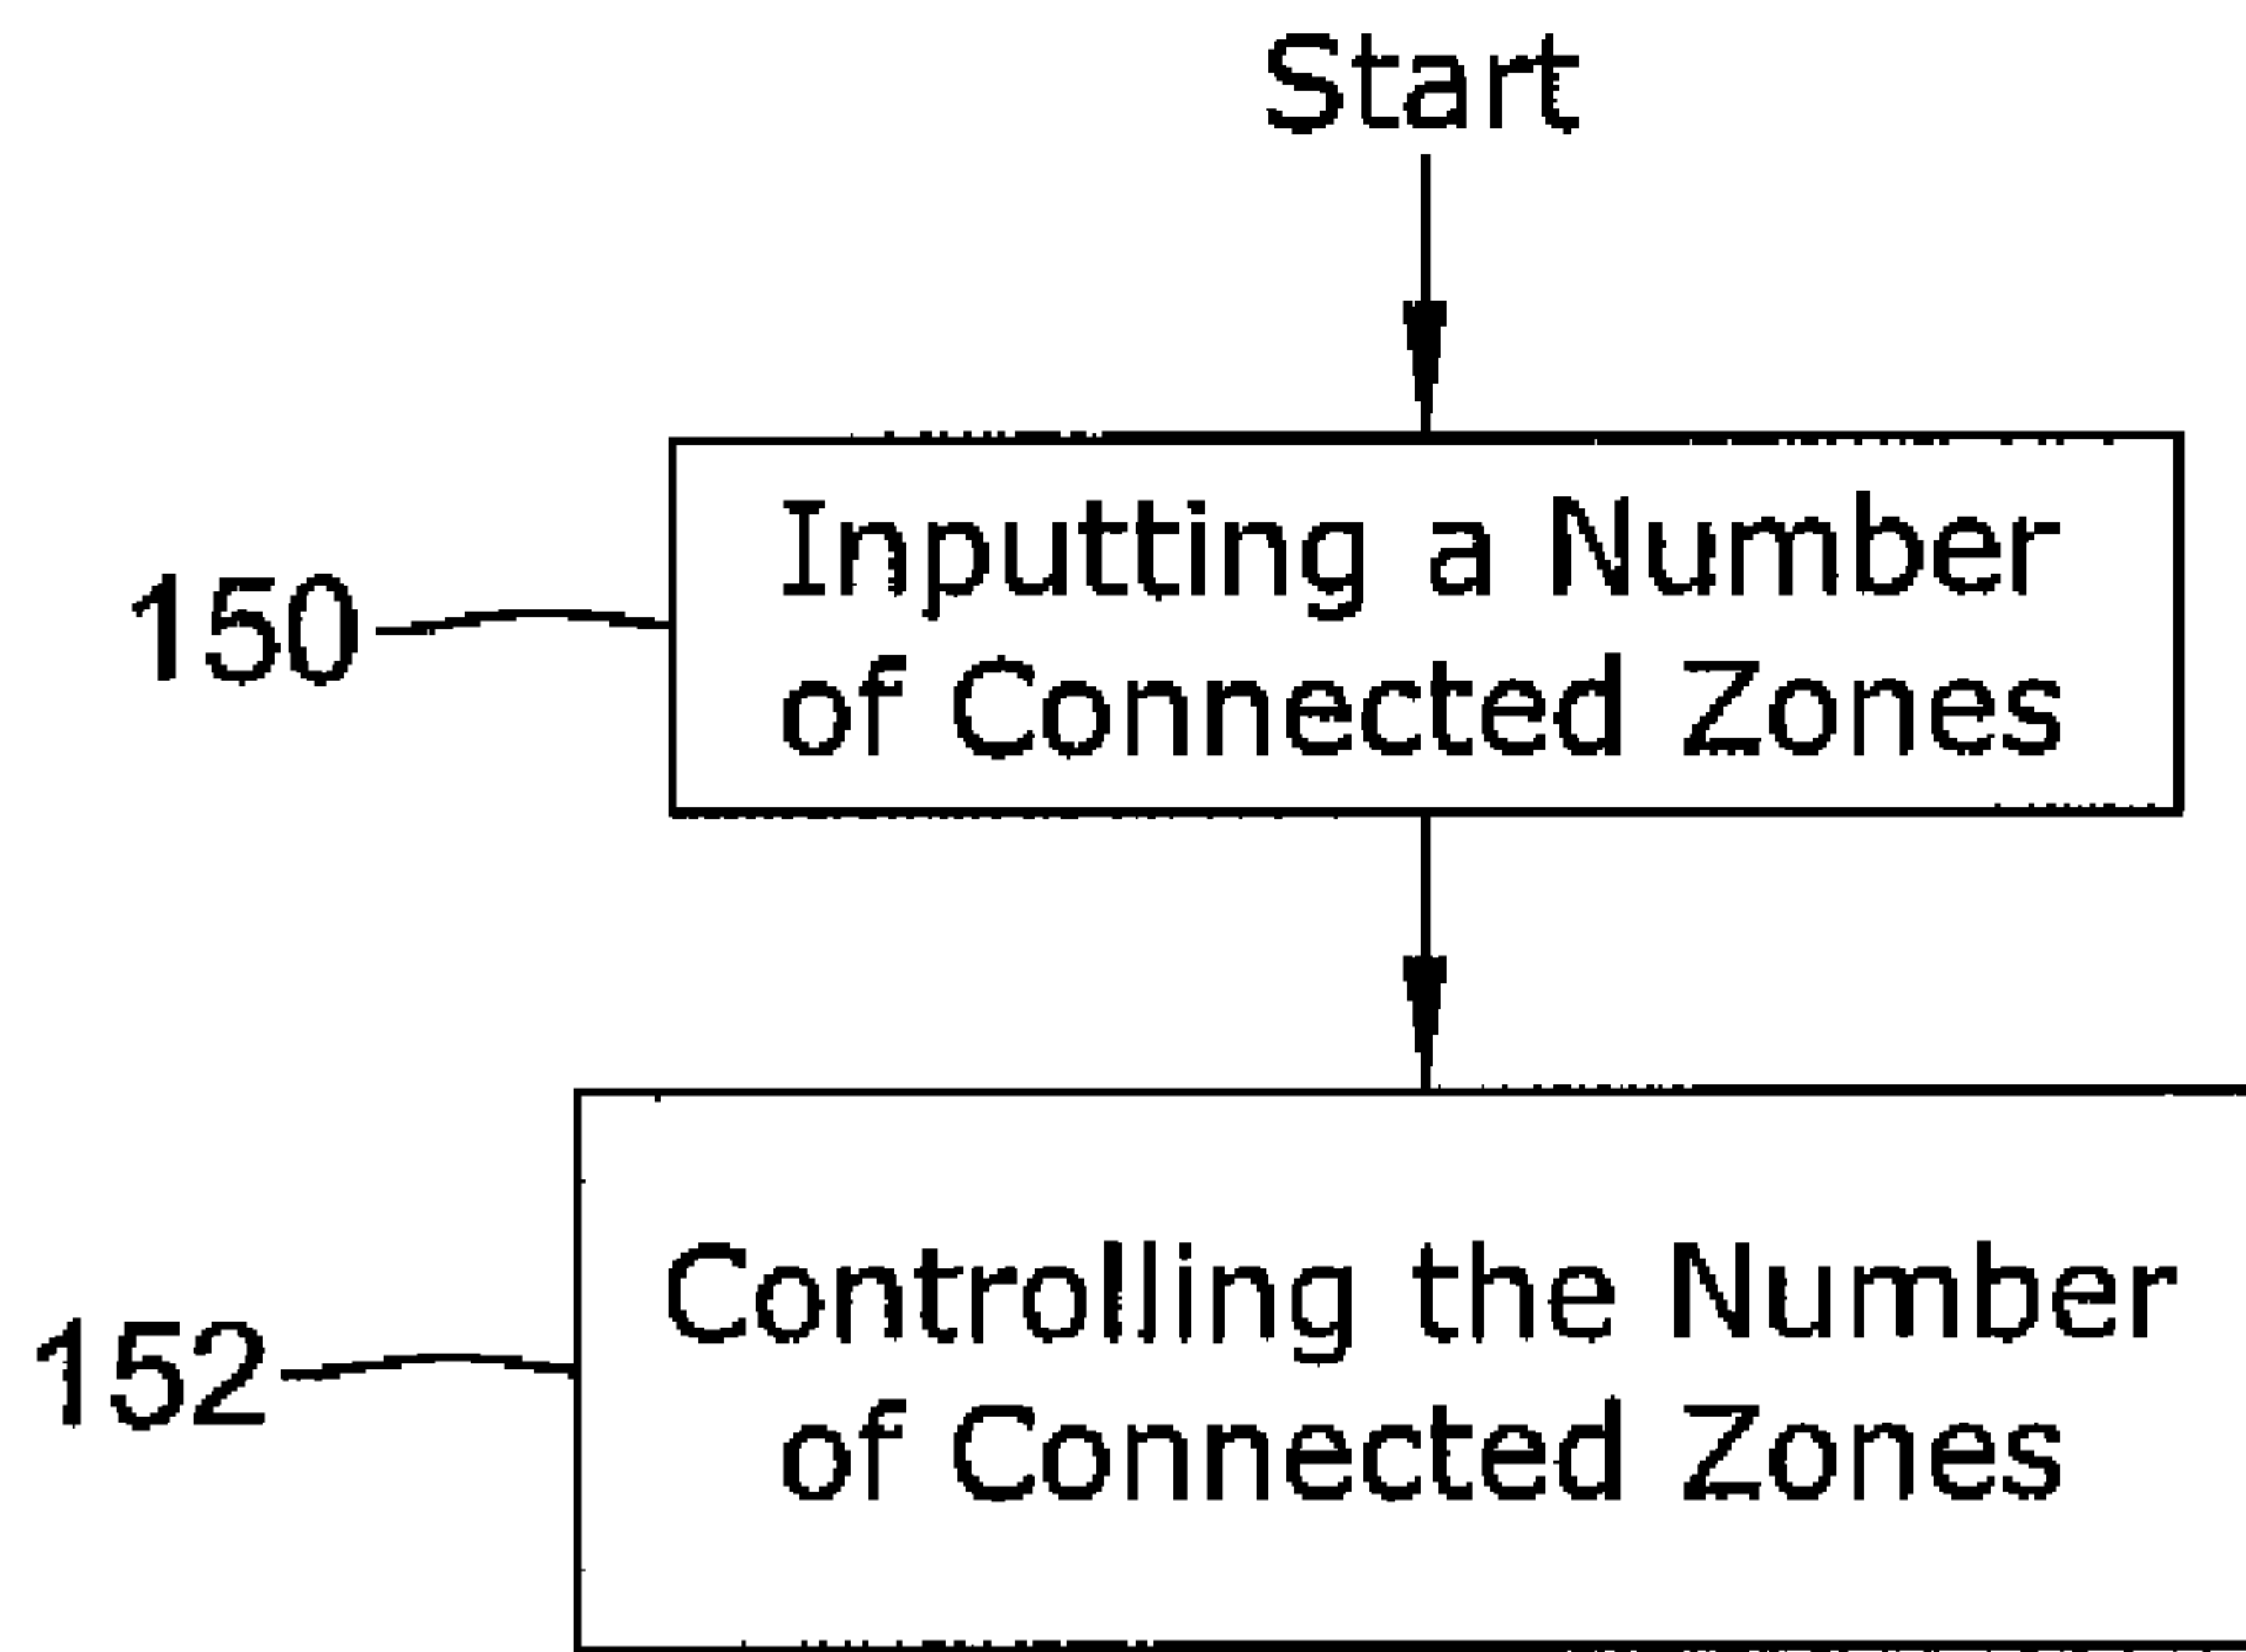 Start
Inputting a Number
150
of Connected Zones
Controlling the Number
152
of Connected Zones